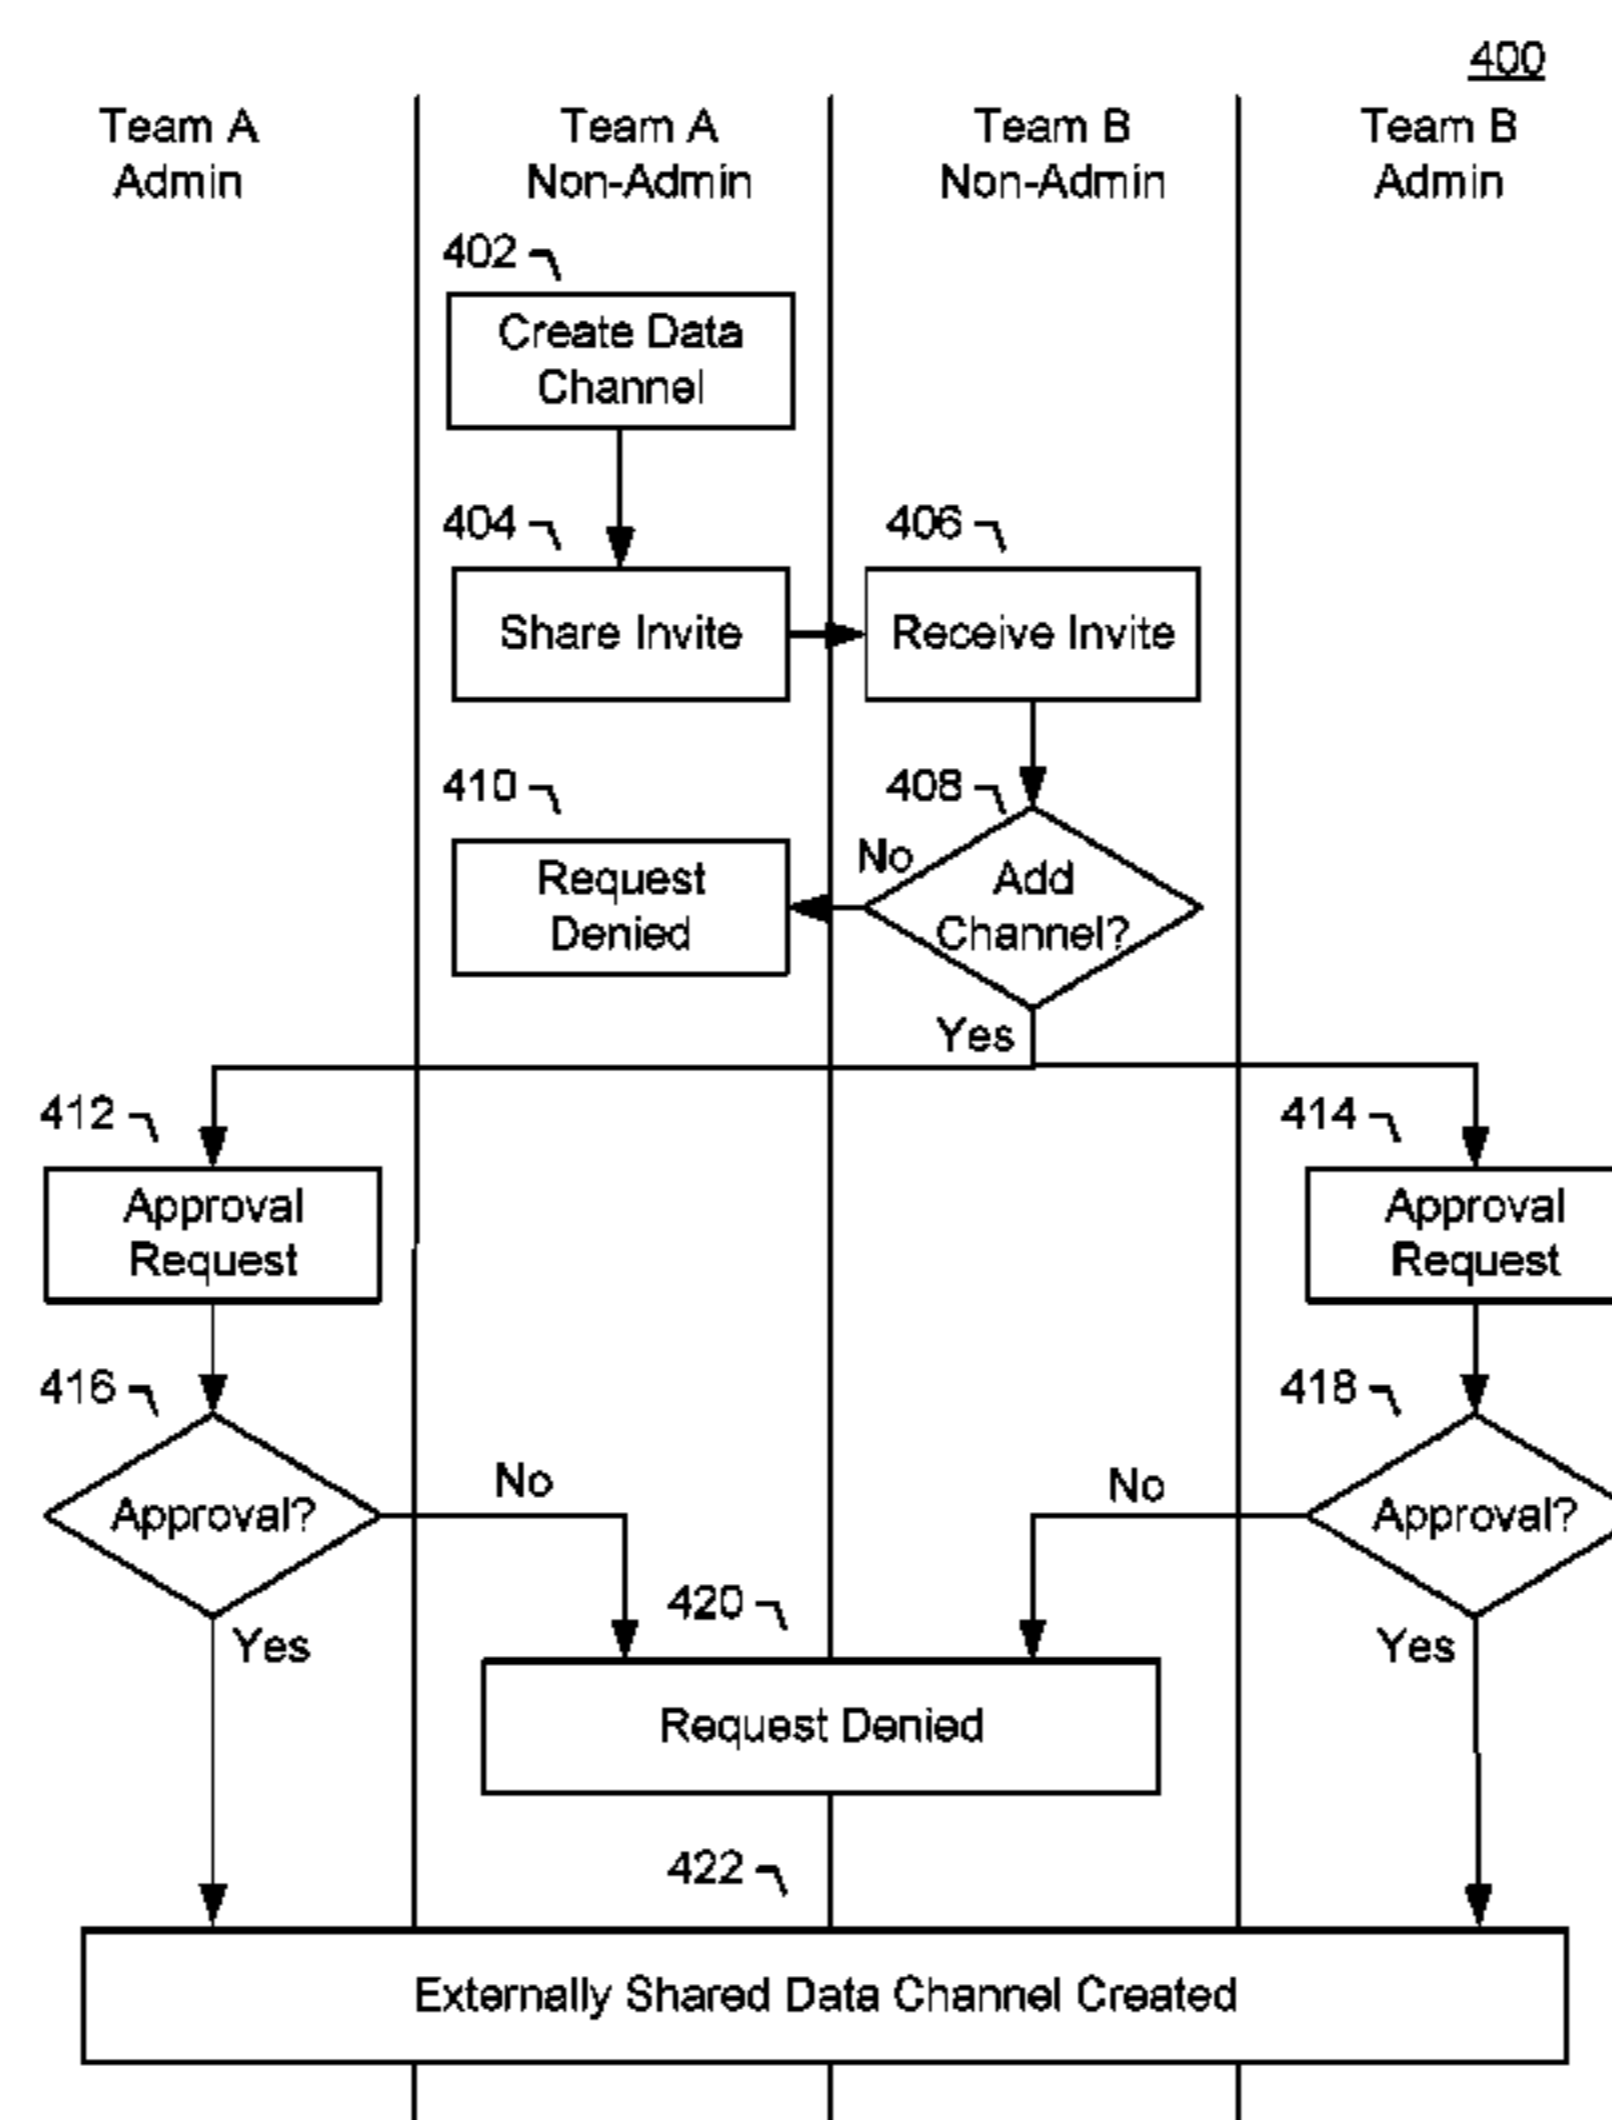 400
Team A
Admin
Team A
Non-Admin
Team B
Non-Admin
Team B
Admin
402
Create Data
Channel
404
Share Invite
406
Receive Invite
410
Request
Denied
408
No
Add
Channel?
Yes
412
Approval
Request
414
Approval
Request
416
Approval?
No
Yes
418
Approval?
No
Yes
420
Request Denied
422
Externally Shared Data Channel Created